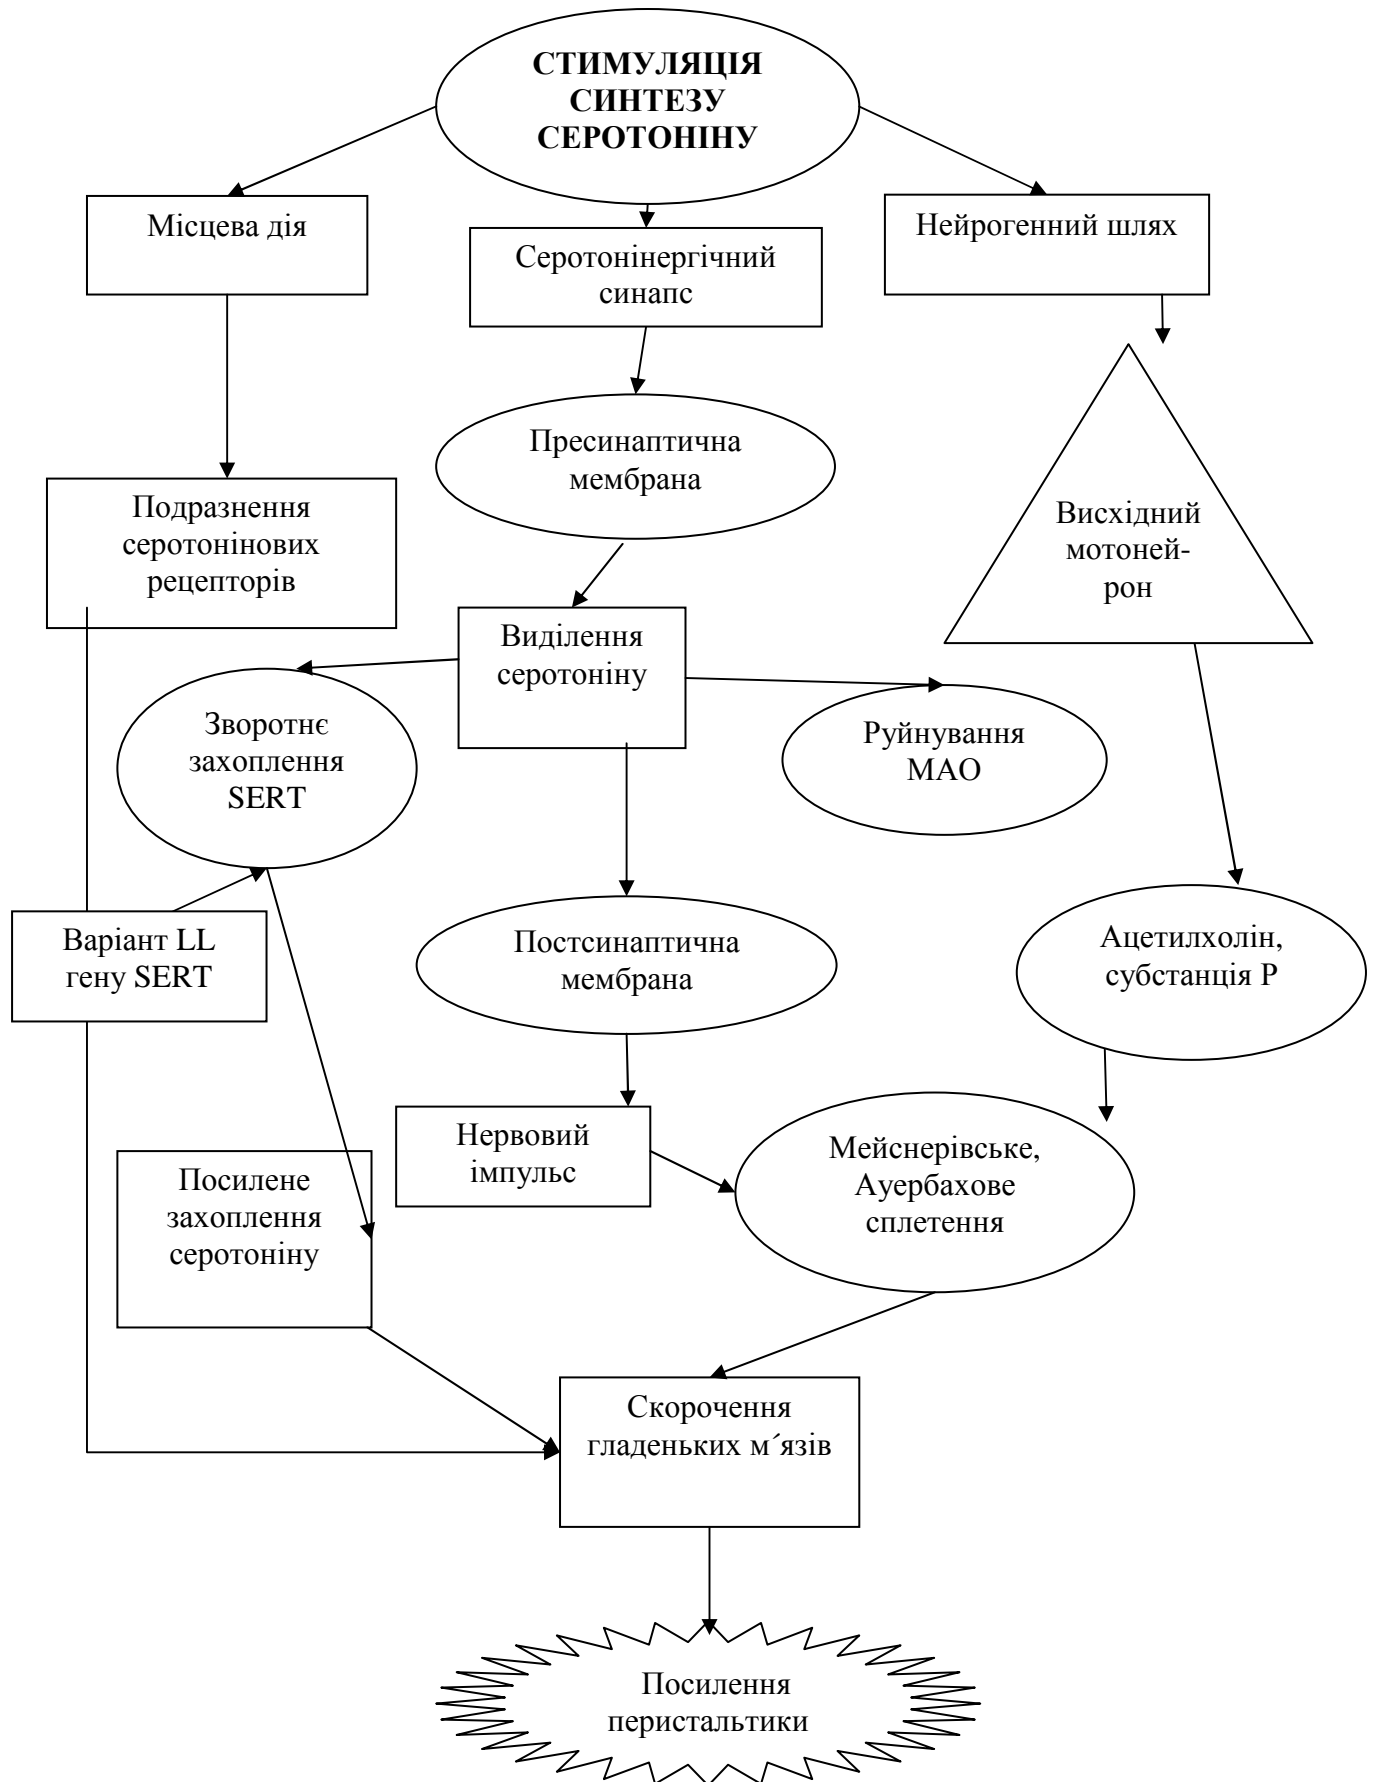 СТИМУЛЯЦІЯ
СИНТЕЗУ
СЕРОТОНІНУ
Місцева дія
Серотонінергічний
синапс
Нейрогенний шлях
Пресинаптична
мембрана
Подразнення
серотонінових
рецепторів
Висхідний
мотоней-
рон
Виділення
серотоніну
Зворотнє
захоплення
SERT
Руйнування
МАО
Варіант LL
гену SERT
Постсинаптична
мембрана
Ацетилхолін,
субстанція Р
Нервовий
імпульс
Мейснерівське,
Ауербахове
сплетення
Посилене
захоплення
серотоніну
Скорочення
гладеньких м´язів
Посилення
перистальтики